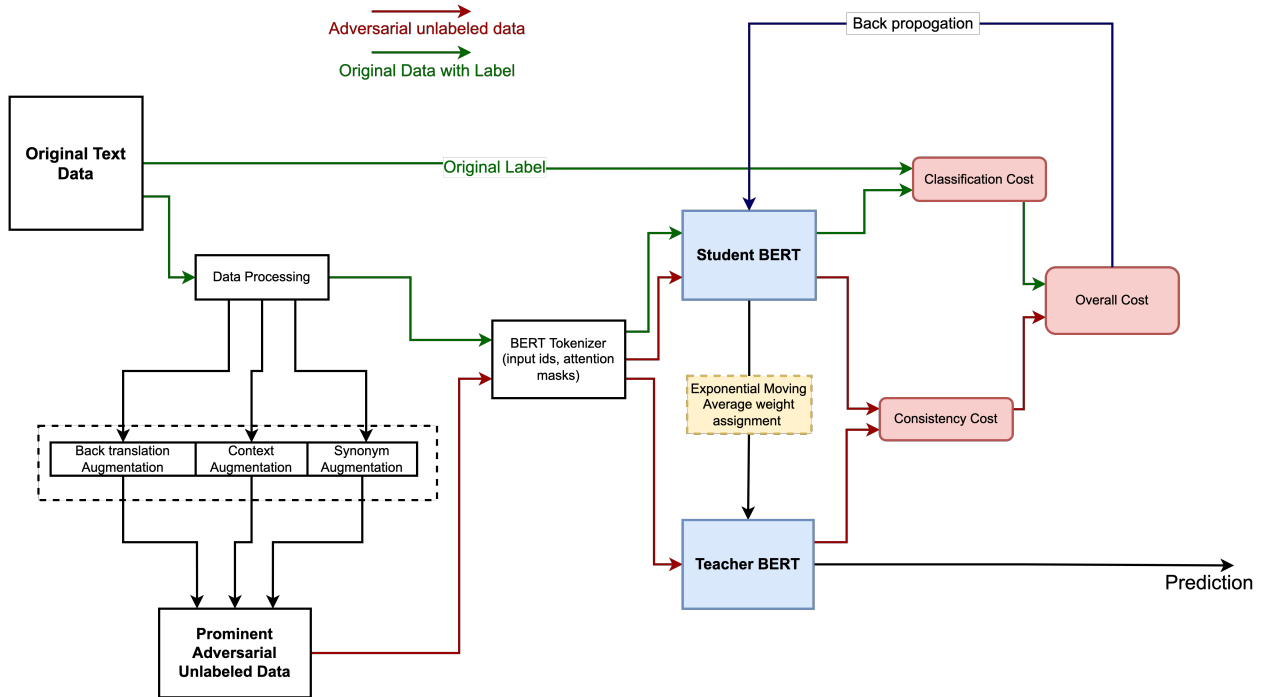 Adversarial unlabeled data
Original Data with Label
Back propogation
Original Text
Data
Original Label
Classification Cost
Data Processing
Student BERT
Overall Cost
BERT Tokenizer
(input ids, attention
masks)
Exponential Moving
Average weight
assignment
Consistency Cost
Back translation
Augmentation
Context
Augmentation
Synonym
Augmentation
Teacher BERT
Prediction
Prominent
Adversarial
Unlabeled Data